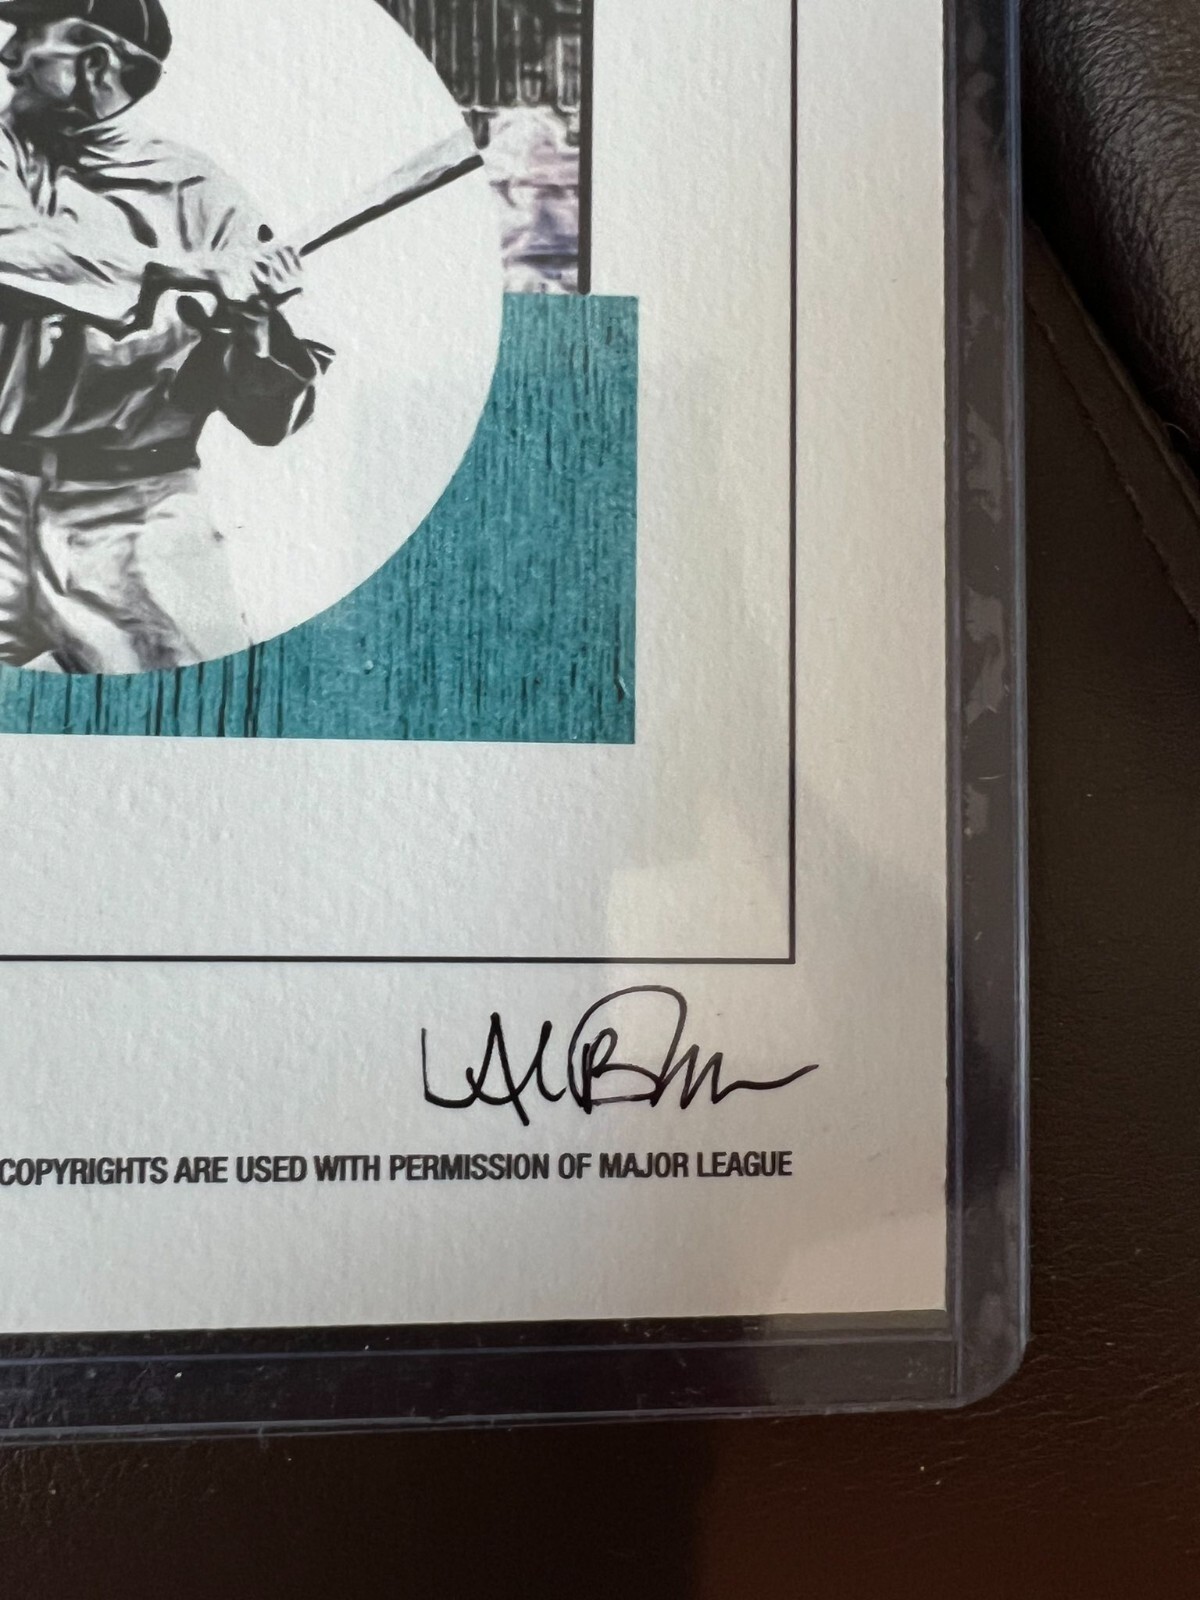 COPYRIGHTS ARE USED WITH PERMISSION OF MAJOR LEAGUE